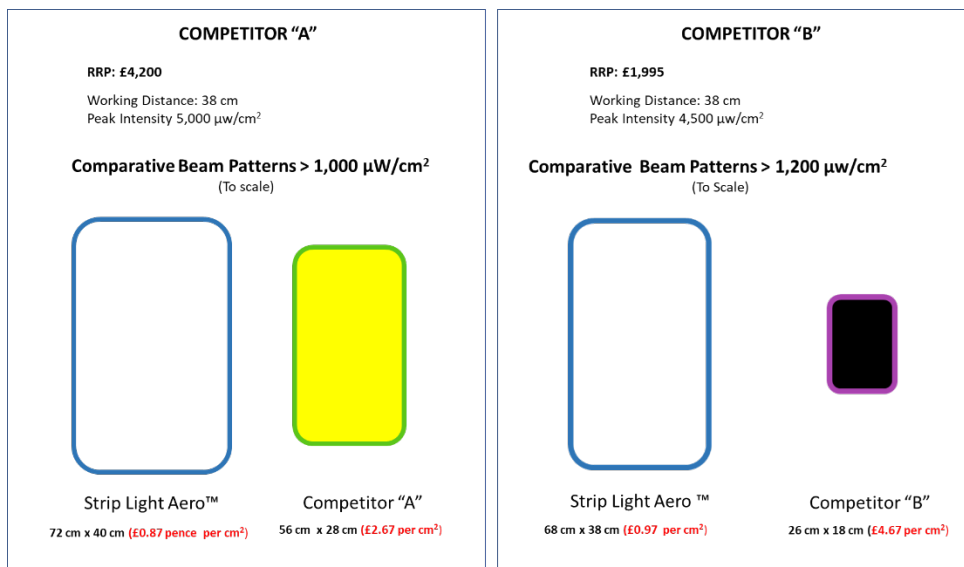 COMPETITOR “A”
RRP: £4,200
Working Distance: 38 cm
Peak Intensity 5,000 µw/cm²
Comparative Beam Patterns > 1,000 µW/cm²
(To scale)
Strip Light Aero™
72 cm x 40 cm (£0.87 pence per cm²)
Competitor “A”
56 cm x 28 cm (£2.67 per cm²)
COMPETITOR “B”
RRP: £1,995
Working Distance: 38 cm
Peak Intensity 4,500 µw/cm²
Comparative Beam Patterns > 1,200 µW/cm²
(To Scale)
Strip Light Aero ™
68 cm x 38 cm (£0.97 per cm²)
Competitor “B”
26 cm x 18 cm (£4.67 per cm²)